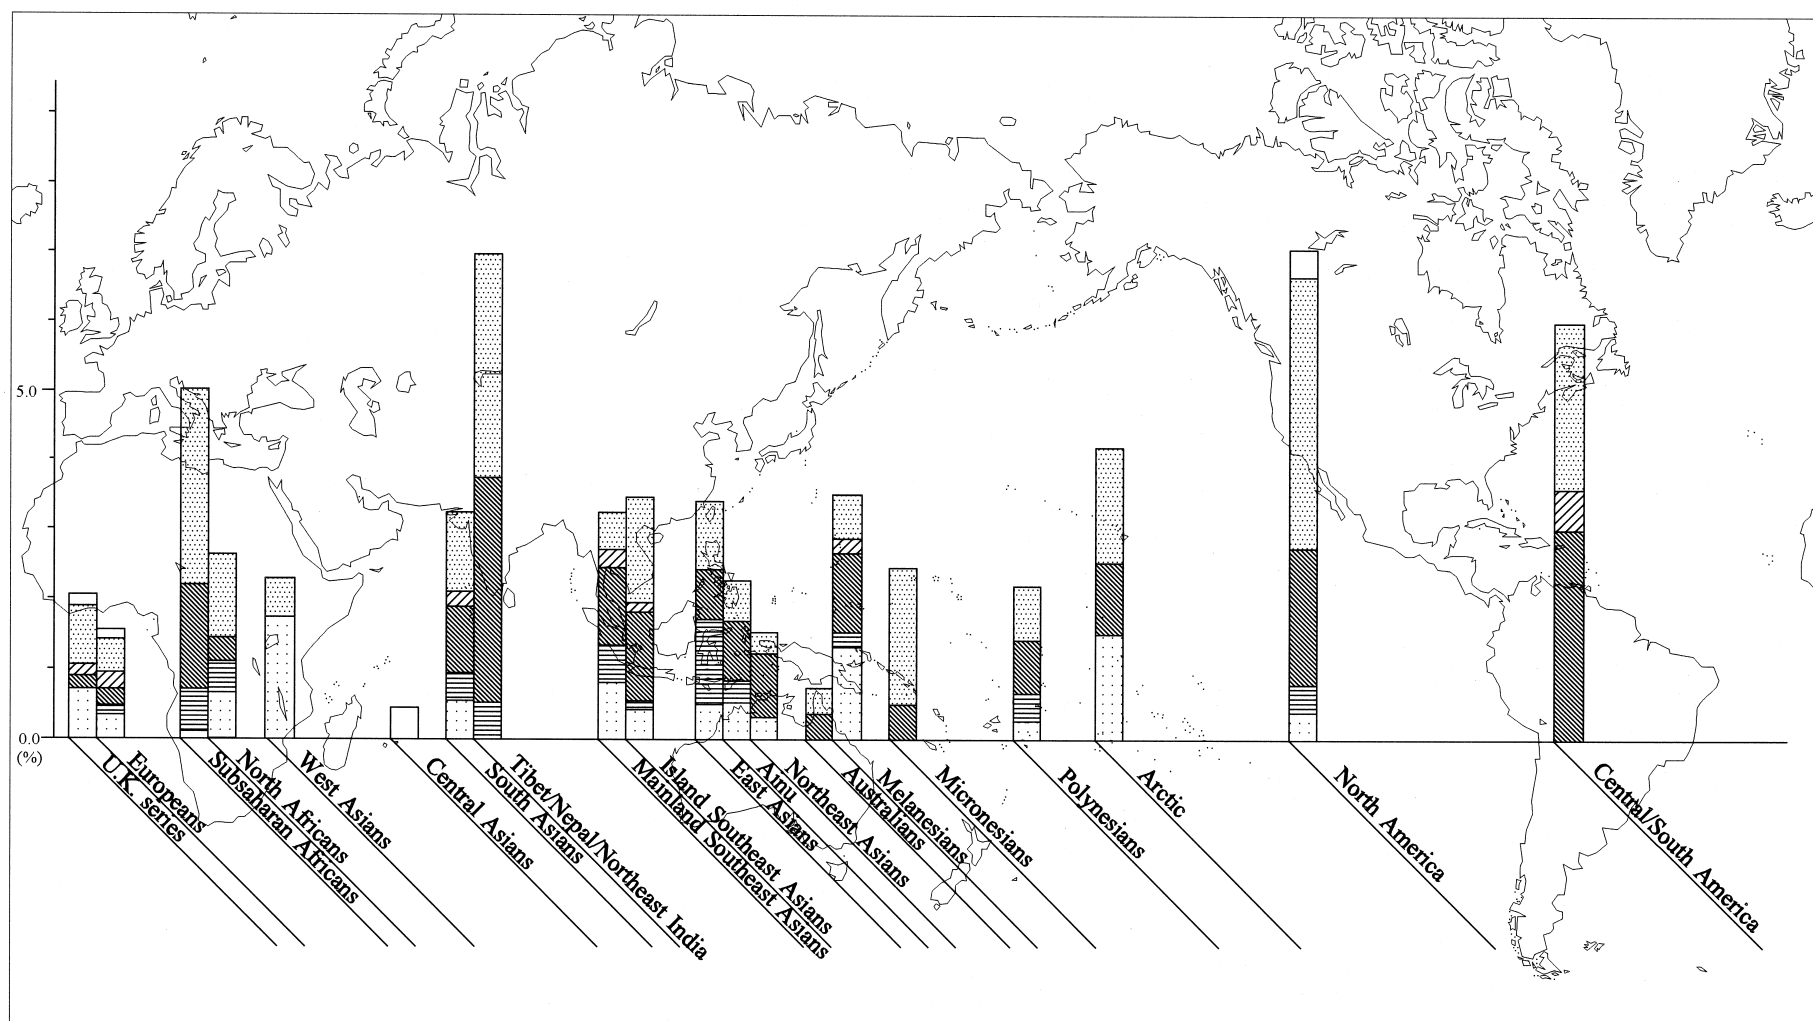 5.0
0.0
(%)
U.K. series
Europeans
Subsaharan Africans
North Africans
West Asians
Central Asians
South Asians
Tibet/Nepal/Northeast India
Mainland Southeast Asians
Island Southeast Asians
East Asians
Ainu
Northeast Asians
Australians
Melanesians
Micronesians
Polynesians
Arctic
North America
Central/South America